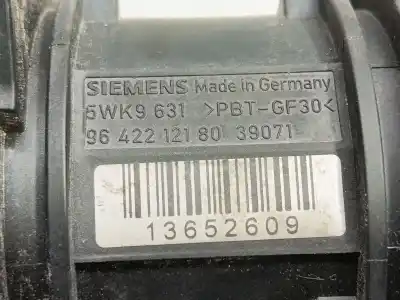 SIEMENS Made in Germany
5WK9 631 >PBT-GF30<
96 422 121 80 39071
13652609